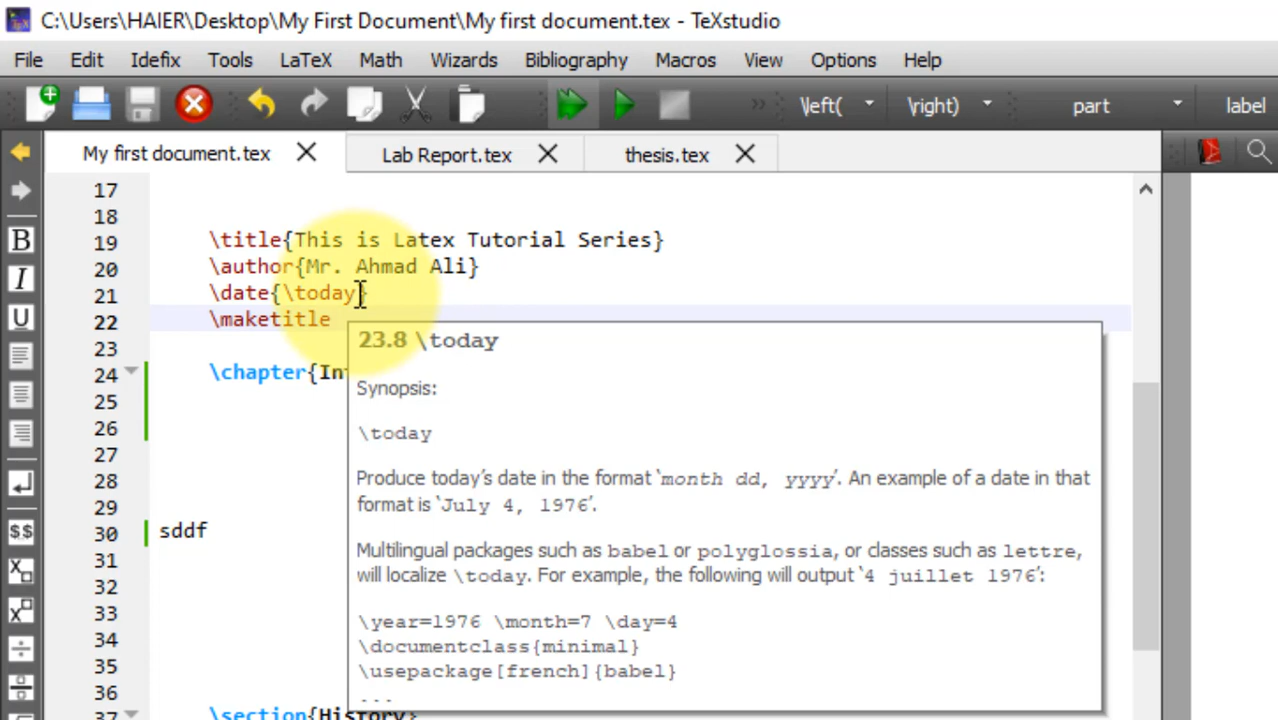 C:\Users\HAIER\Desktop\My First Document\My first document.tex - TeXstudio
File Edit Idefix Tools LaTeX Math Wizards Bibliography Macros View Options Help
\left( \right) part label
My first document.tex Lab Report.tex thesis.tex
17
18
19 \title{This is Latex Tutorial Series}
20 \author{Mr. Ahmad Ali}
21 \date{\today}
22 \maketitle
23
24 \chapter{In
25
26
27
28
29
30 sddf
31
32
33
34
35
36
37 \section{History}
23.8 \today
Synopsis:
\today
Produce today’s date in the format ‘month dd, yyyy’. An example of a date in that
format is ‘July 4, 1976’.
Multilingual packages such as babel or polyglossia, or classes such as lettre,
will localize \today. For example, the following will output ‘4 juillet 1976’:
\year=1976 \month=7 \day=4
\documentclass{minimal}
\usepackage[french]{babel}
...
B
I
U
$$